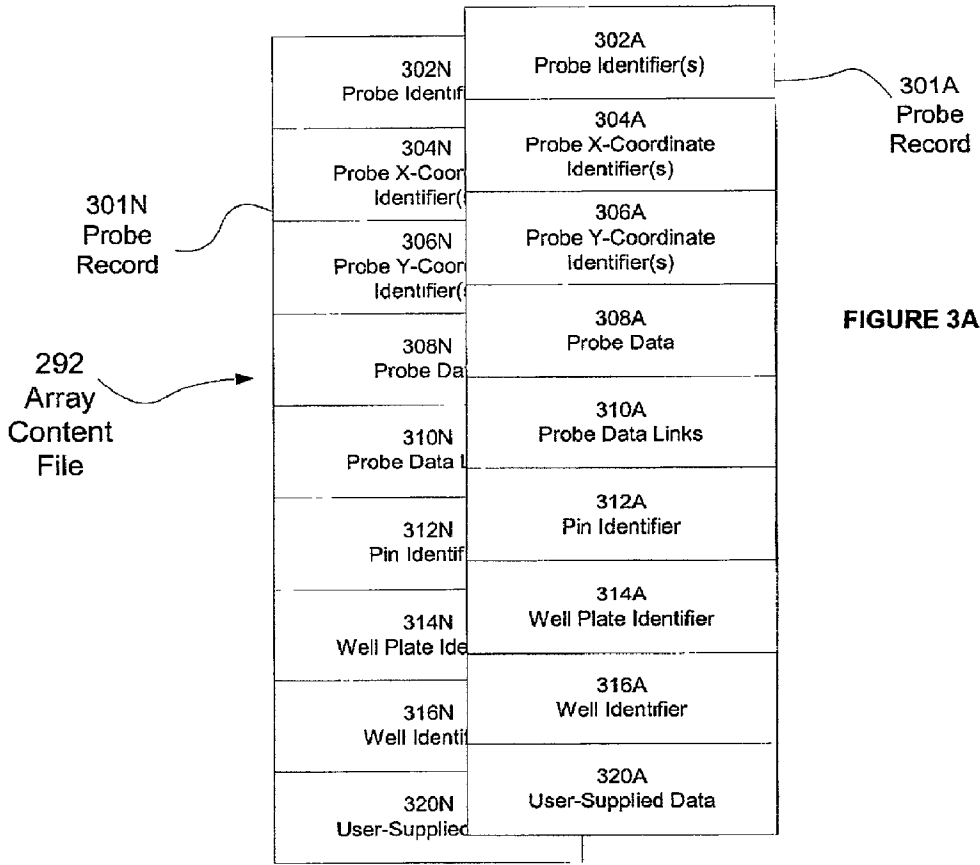 302A
Probe Identifier(s)
304A
Probe X-Coordinate
Identifier(s)
306A
Probe Y-Coordinate
Identifier(s)
308A
Probe Data
310A
Probe Data Links
312A
Pin Identifier
314A
Well Plate Identifier
316A
Well Identifier
320A
User-Supplied Data
301A
Probe
Record
302N
Probe Identif
304N
Probe X-Coor
Identifier(s
306N
Probe Y-Coor
Identifier(s
308N
Probe Da
310N
Probe Data L
312N
Pin Identif
314N
Well Plate Ide
316N
Well Identif
320N
User-Supplied
301N
Probe
Record
292
Array
Content
File
FIGURE 3A